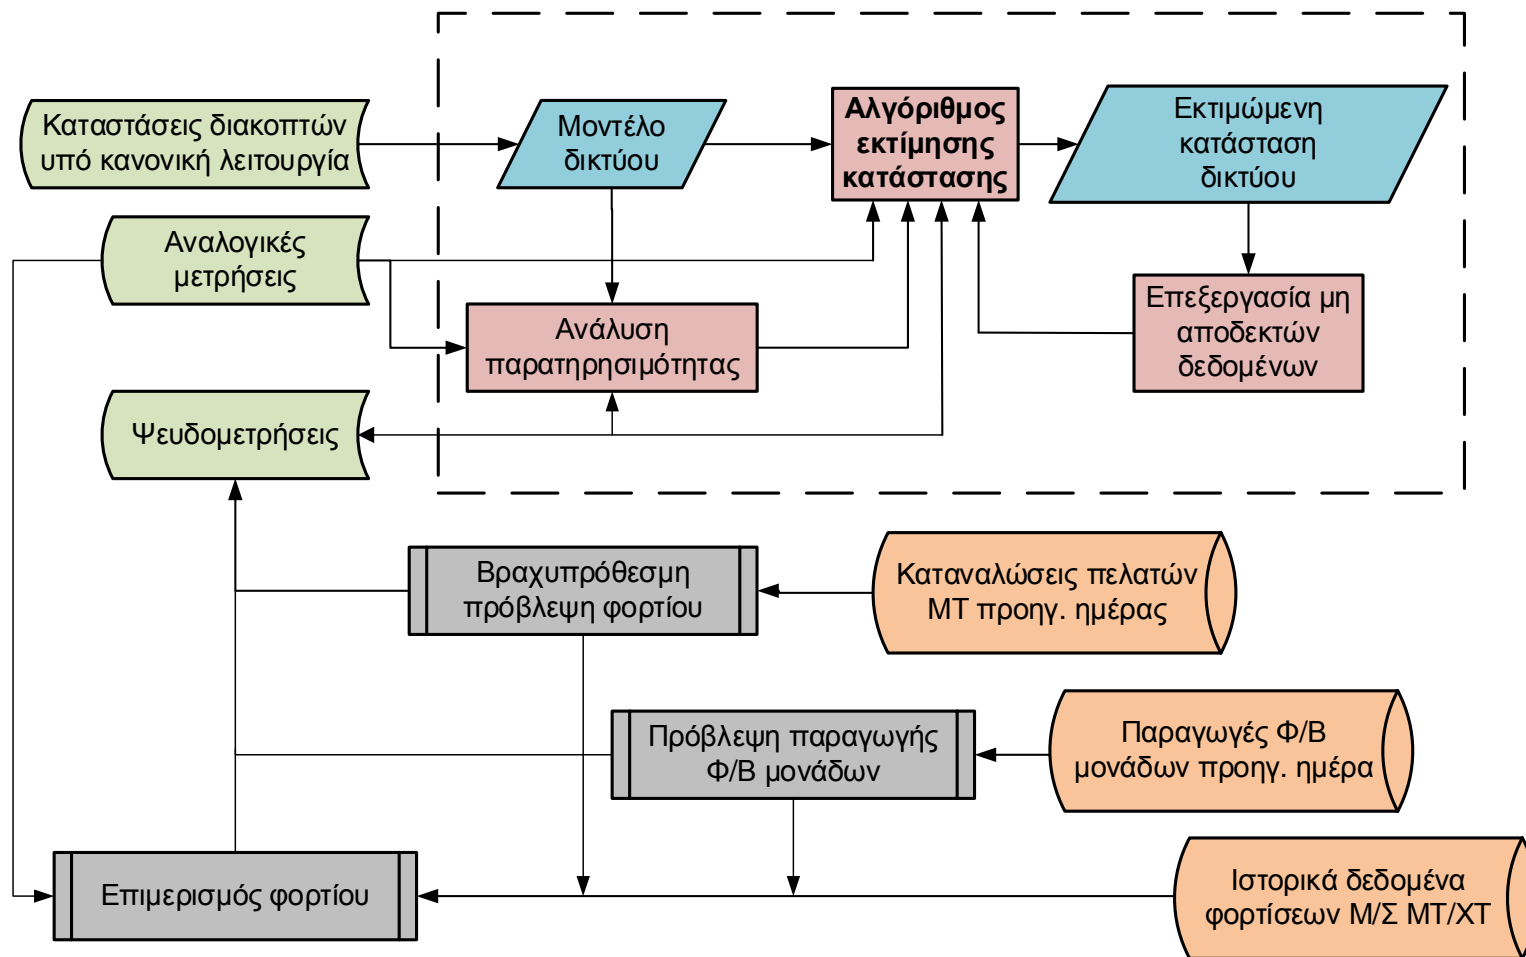 Καταστάσεις διακοπτών
υπό κανονική λειτουργία
Μοντέλο
δικτύου
Αλγόριθμος
εκτίμησης
κατάστασης
Εκτιμώμενη
κατάσταση
δικτύου
Αναλογικές
μετρήσεις
Ανάλυση
παρατηρησιμότητας
Επεξεργασία μη
αποδεκτών
δεδομένων
Ψευδομετρήσεις
Βραχυπρόθεσμη
πρόβλεψη φορτίου
Καταναλώσεις πελατών
ΜΤ προηγ. ημέρας
Πρόβλεψη παραγωγής
Φ/Β μονάδων
Παραγωγές Φ/Β
μονάδων προηγ. ημέρα
Επιμερισμός φορτίου
Ιστορικά δεδομένα
φορτίσεων Μ/Σ ΜΤ/ΧΤ